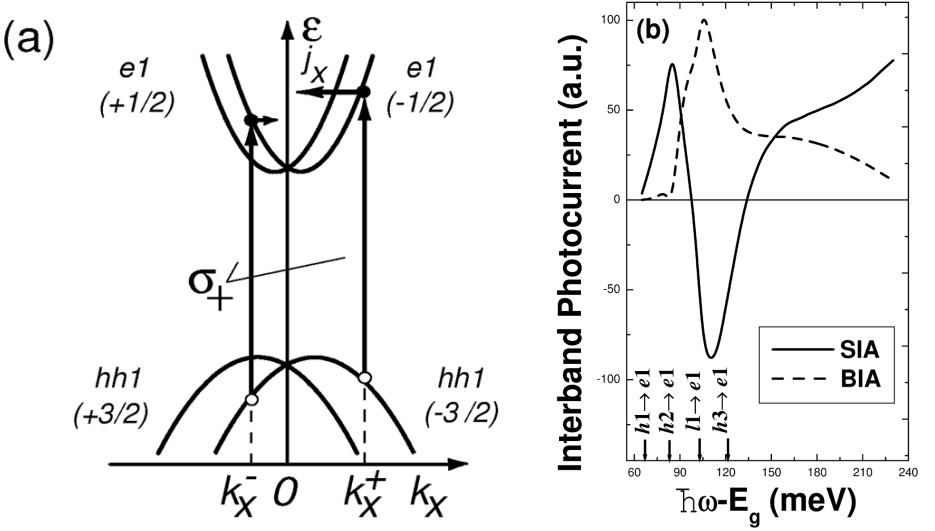 (a)
ε
j_x
e1
(+1/2)
e1
(-1/2)
σ₊
hh1
(+3/2)
hh1
(-3/2)
k_x^- 0 k_x^+ k_x
(b)
Interband Photocurrent (a.u.)
100
50
0
-50
-100
SIA
BIA
h1→e1
h2→e1
l1→e1
h3→e1
60 90 120 150 180 210 240
ħω-E_g (meV)